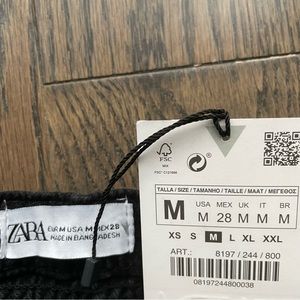 ZARA
EUR M USA M MEX 28
MADE IN BANGLADESH
FSC
MIX
TALLA / SIZE / TAMANHO / TAILLE / MAAT / ΜΕΓΕΘΟΣ
M
USA MEX UK IT BR
M 28 M M M
XS S M L XL XXL
ART.:
8197 / 244 / 800
08197244800038